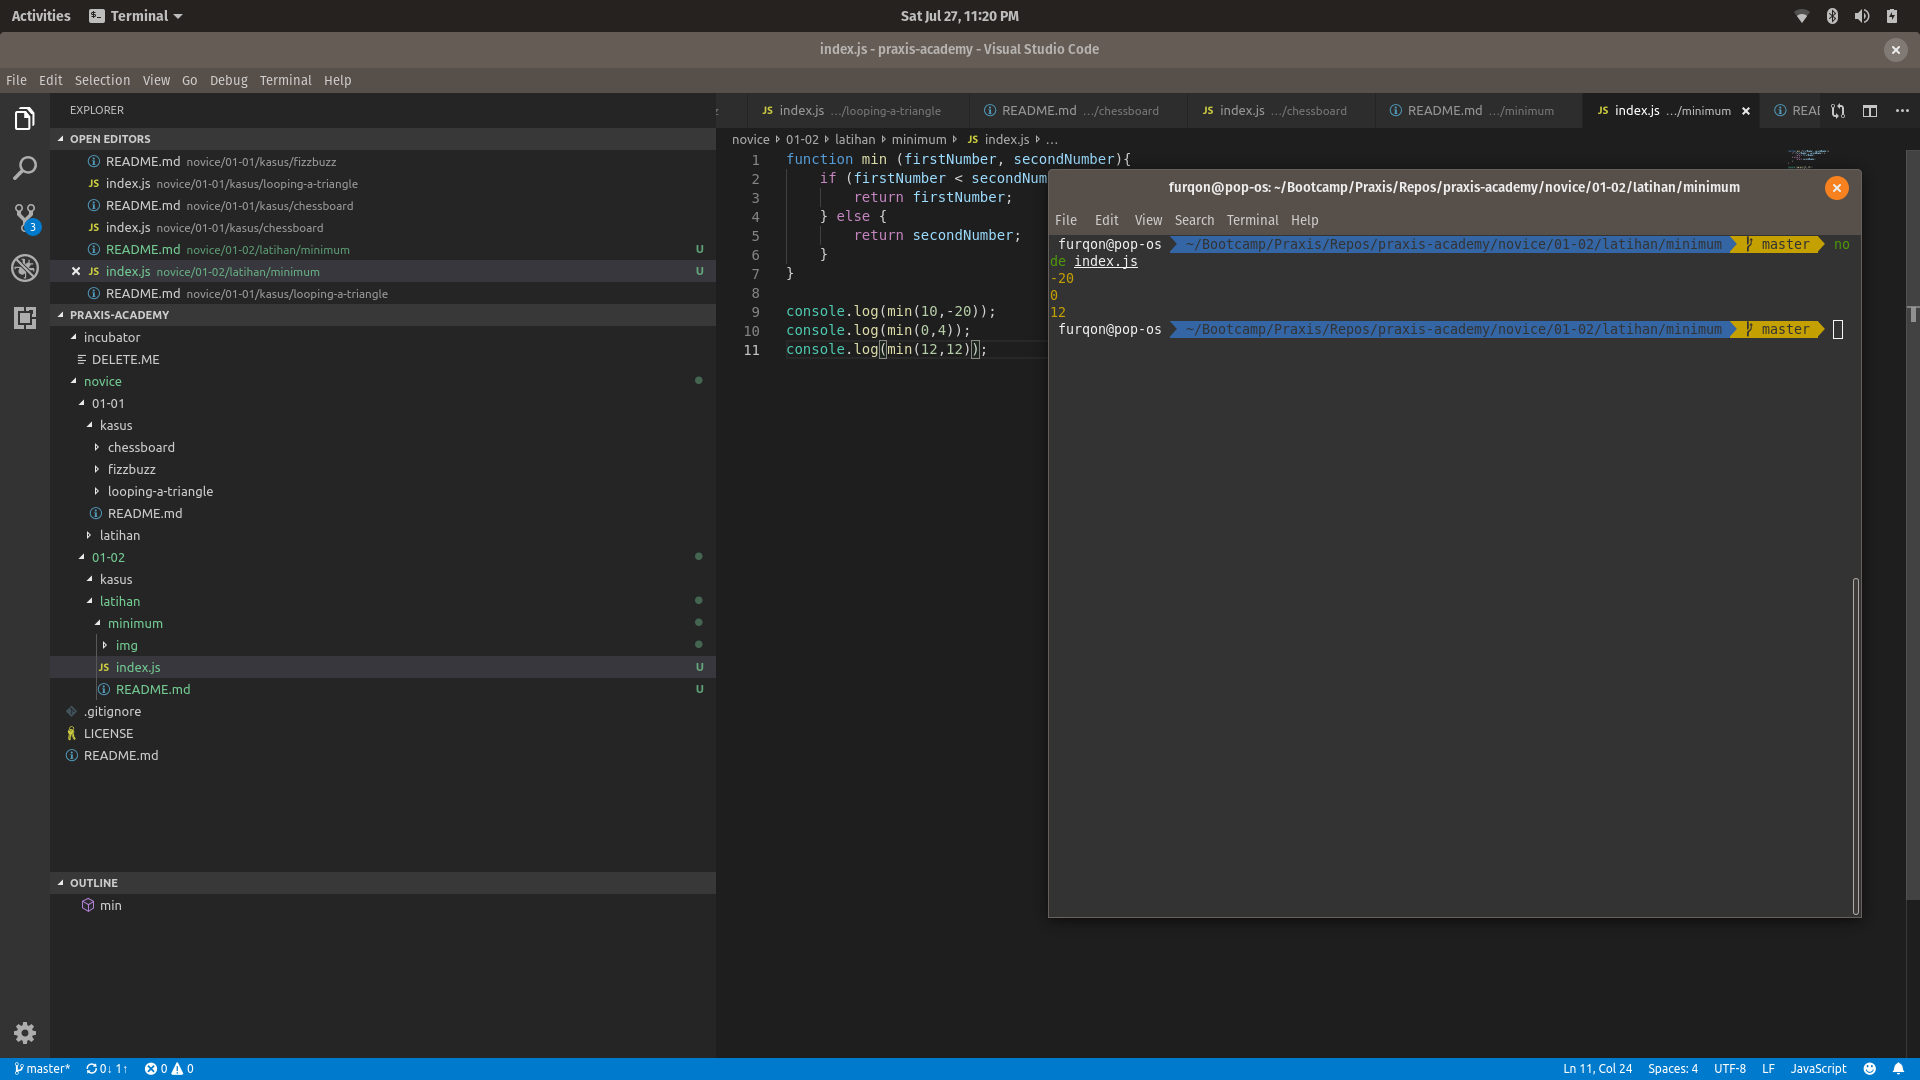 Activities Terminal Sat Jul 27, 11:20 PM
index.js - praxis-academy - Visual Studio Code
File Edit Selection View Go Debug Terminal Help
EXPLORER
OPEN EDITORS
README.md novice/01-01/kasus/fizzbuzz
JS index.js novice/01-01/kasus/looping-a-triangle
README.md novice/01-01/kasus/chessboard
JS index.js novice/01-01/kasus/chessboard
README.md novice/01-02/latihan/minimum U
JS index.js novice/01-02/latihan/minimum U
README.md novice/01-01/kasus/looping-a-triangle
3
PRAXIS-ACADEMY
incubator
DELETE.ME
novice
01-01
kasus
chessboard
fizzbuzz
looping-a-triangle
README.md
latihan
01-02
kasus
latihan
minimum
img
JS index.js U
README.md U
.gitignore
LICENSE
README.md
OUTLINE
min
JS index.js .../looping-a-triangle README.md .../chessboard JS index.js .../chessboard README.md .../minimum JS index.js .../minimum REA
novice 01-02 latihan minimum JS index.js ...
1 function min (firstNumber, secondNumber){
2 if (firstNumber < secondNum
3 return firstNumber;
4 } else {
5 return secondNumber;
6 }
7 }
8
9 console.log(min(10,-20));
10 console.log(min(0,4));
11 console.log(min(12,12));
furqon@pop-os: ~/Bootcamp/Praxis/Repos/praxis-academy/novice/01-02/latihan/minimum
File Edit View Search Terminal Help
furqon@pop-os ~/Bootcamp/Praxis/Repos/praxis-academy/novice/01-02/latihan/minimum master no
de index.js
-20
0
12
furqon@pop-os ~/Bootcamp/Praxis/Repos/praxis-academy/novice/01-02/latihan/minimum master
master* 0↓ 1↑ 0 0 Ln 11, Col 24 Spaces: 4 UTF-8 LF JavaScript